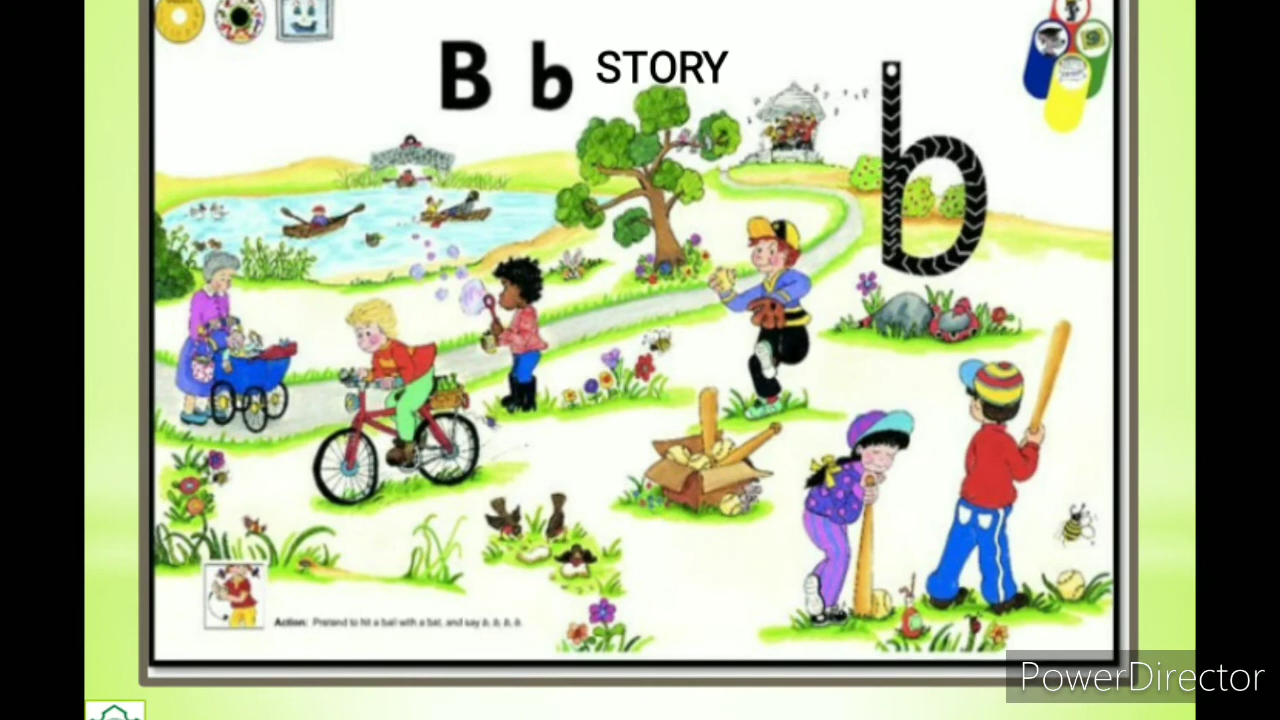 B b STORY
b
Action: Pretend to hit a ball with a bat, and say b, b, b, b.
PowerDirector